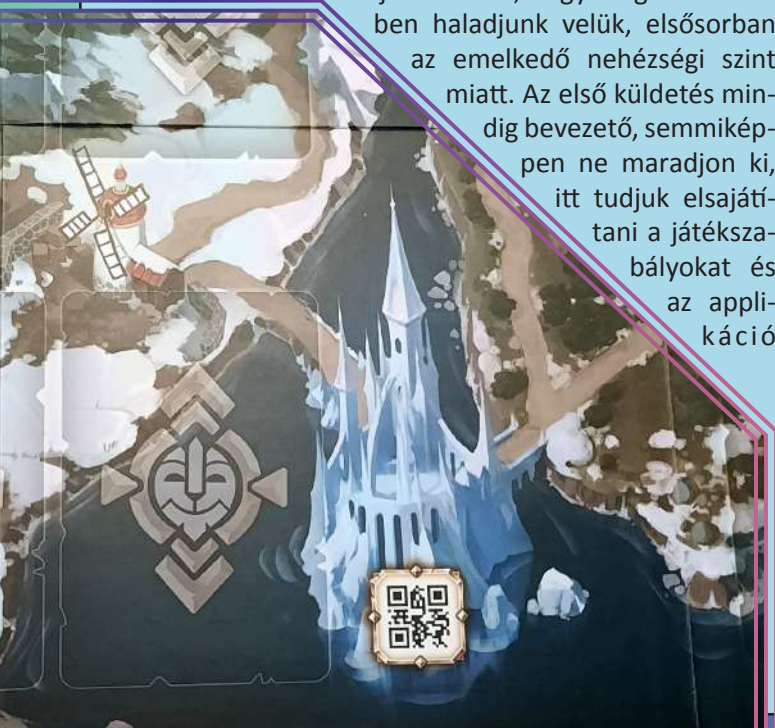 ben haladjunk velük, elsősorban
az emelkedő nehézségi szint
miatt. Az első küldetés min-
dig bevezető, semmikép-
pen ne maradjon ki,
itt tudjuk elsajátí-
tani a játéksza-
bályokat és
az appli-
káció